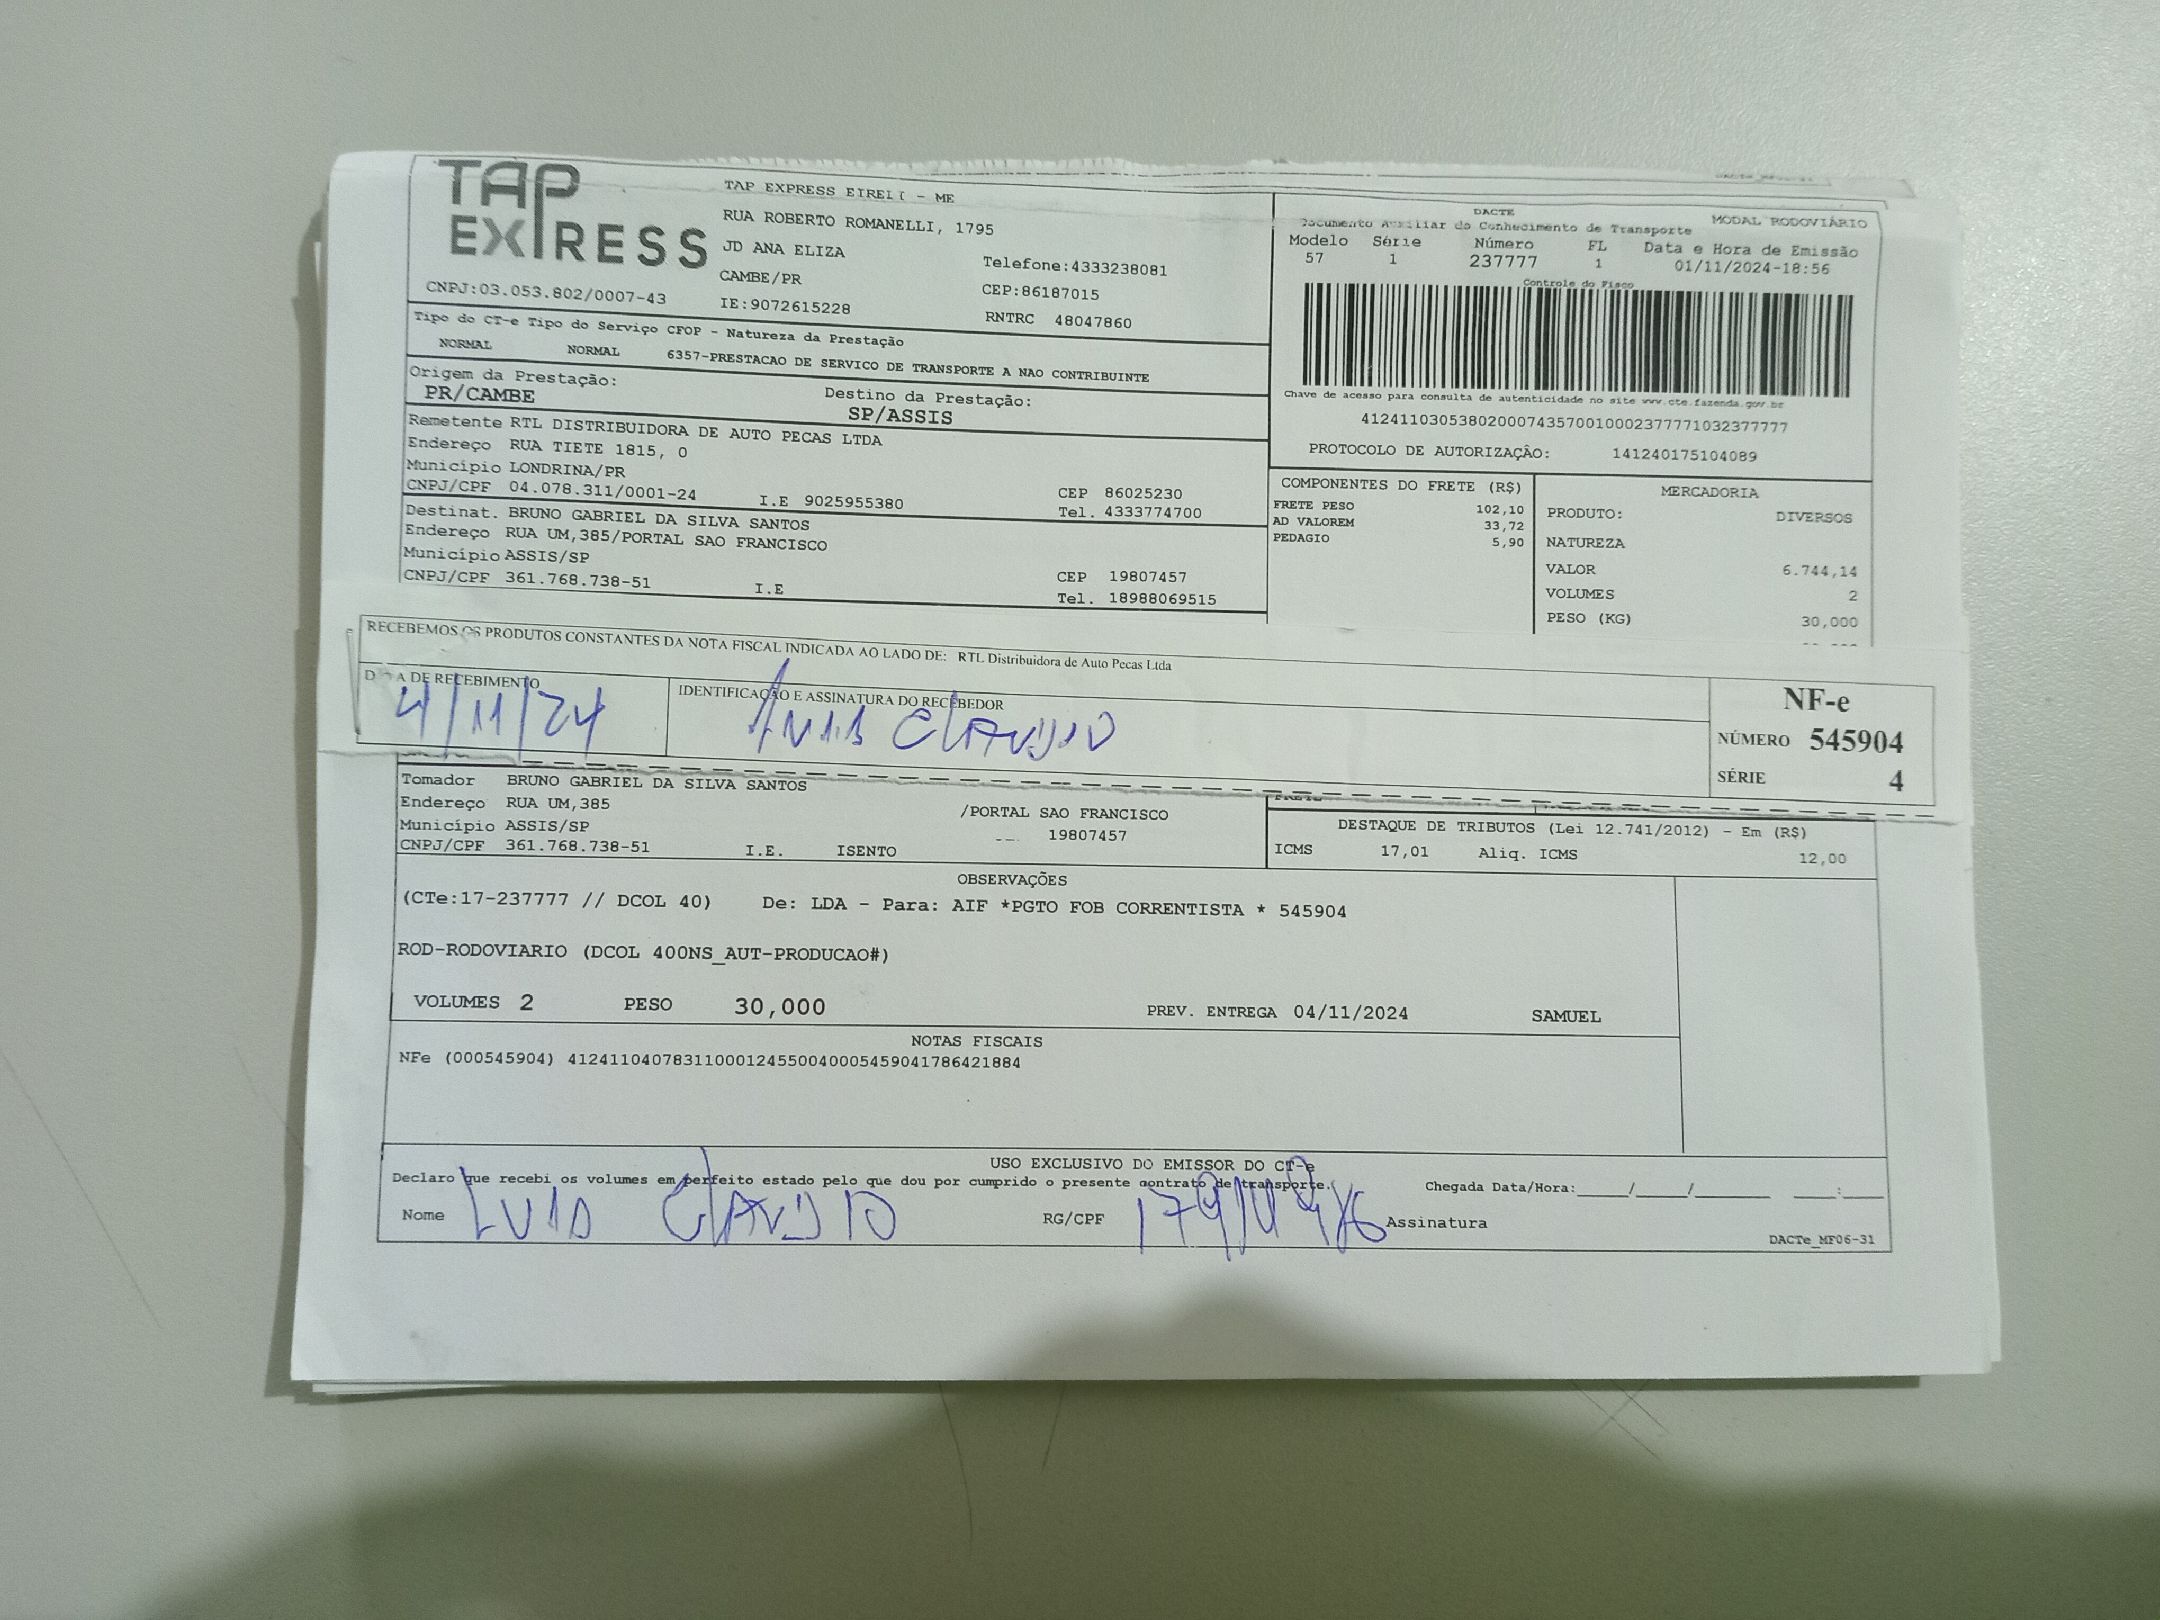 TAP EXPRESS
TAP EXPRESS EIRELI - ME
RUA ROBERTO ROMANELLI, 1795
JD ANA ELIZA
Telefone:4333238081
CAMBE/PR
CEP:86187015
CNPJ:03.053.802/0007-43
IE:9072615228
RNTRC 48047860
DACTE
MODAL RODOVIÁRIO
Documento Auxiliar do Conhecimento de Transporte
Modelo Série Número FL Data e Hora de Emissão
57 1 237777 1 01/11/2024-18:56
Controle do Fisco
Chave de acesso para consulta de autenticidade no site www.cte.fazenda.gov.br
41241103053802000743570010002377771032377777
PROTOCOLO DE AUTORIZAÇÂO: 141240175104089
Tipo do CT-e Tipo do Serviço CFOP - Natureza da Prestação
NORMAL NORMAL 6357-PRESTACAO DE SERVICO DE TRANSPORTE A NAO CONTRIBUINTE
Origem da Prestação: Destino da Prestação:
PR/CAMBE SP/ASSIS
Remetente RTL DISTRIBUIDORA DE AUTO PECAS LTDA
Endereço RUA TIETE 1815, 0
Município LONDRINA/PR
CEP 86025230
CNPJ/CPF 04.078.311/0001-24 I.E 9025955380
Tel. 4333774700
Destinat. BRUNO GABRIEL DA SILVA SANTOS
Endereço RUA UM,385/PORTAL SAO FRANCISCO
Município ASSIS/SP
CEP 19807457
CNPJ/CPF 361.768.738-51 I.E
Tel. 18988069515
COMPONENTES DO FRETE (R$)
FRETE PESO 102,10
AD VALOREM 33,72
PEDAGIO 5,90
MERCADORIA
PRODUTO: DIVERSOS
NATUREZA
VALOR 6.744,14
VOLUMES 2
PESO (KG) 30,000
RECEBEMOS OS PRODUTOS CONSTANTES DA NOTA FISCAL INDICADA AO LADO DE: RTL Distribuidora de Auto Pecas Ltda
DATA DE RECEBIMENTO
IDENTIFICAÇÃO E ASSINATURA DO RECEBEDOR
4/11/24
CLAUDIO
NF-e
NÚMERO 545904
SÉRIE 4
Tomador BRUNO GABRIEL DA SILVA SANTOS
Endereço RUA UM,385 /PORTAL SAO FRANCISCO
Município ASSIS/SP 19807457
CNPJ/CPF 361.768.738-51 I.E. ISENTO
DESTAQUE DE TRIBUTOS (Lei 12.741/2012) - Em (R$)
ICMS 17,01 Aliq. ICMS 12,00
OBSERVAÇÕES
(CTe:17-237777 // DCOL 40) De: LDA - Para: AIF *PGTO FOB CORRENTISTA * 545904
ROD-RODOVIARIO (DCOL 400NS_AUT-PRODUCAO#)
VOLUMES 2 PESO 30,000 PREV. ENTREGA 04/11/2024 SAMUEL
NOTAS FISCAIS
NFe (000545904) 41241104078311000124550040005459041786421884
USO EXCLUSIVO DO EMISSOR DO CT-e
Declaro que recebi os volumes em perfeito estado pelo que dou por cumprido o presente contrato de transporte.
Chegada Data/Hora:____/____/______ ___:___
Nome LUIS CLAUDIO RG/CPF Assinatura
DACTe_MF06-31